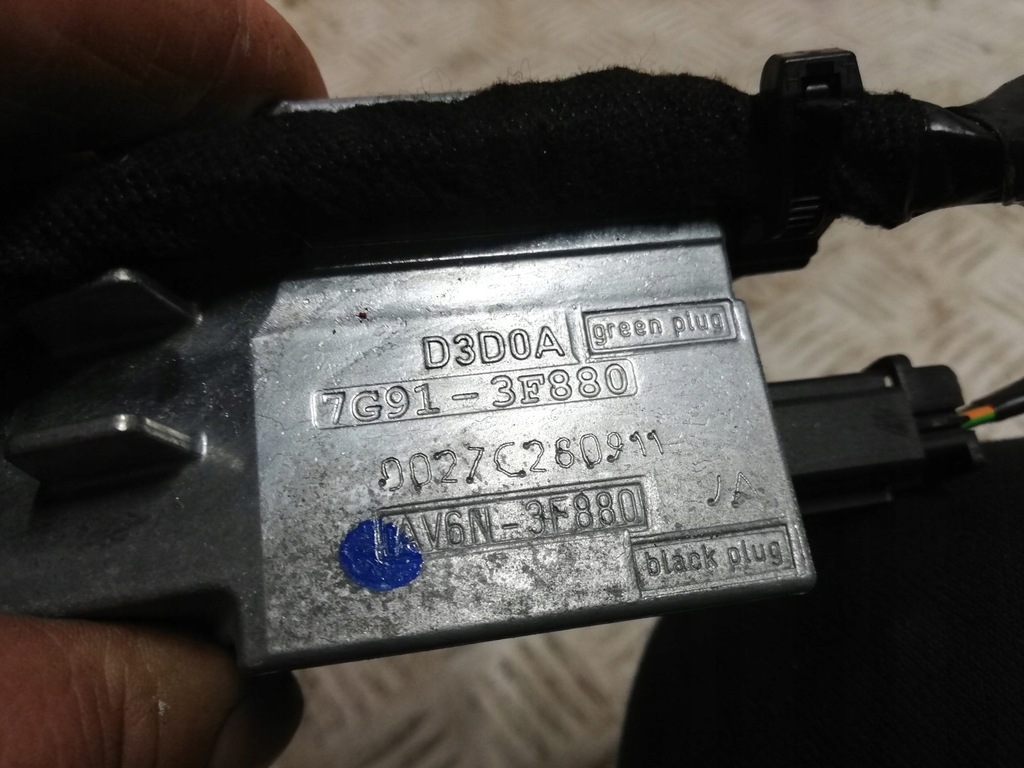 D3D0A green plug
7G91-3F880
0027C260911
JA
AV6N-3F880
black plug